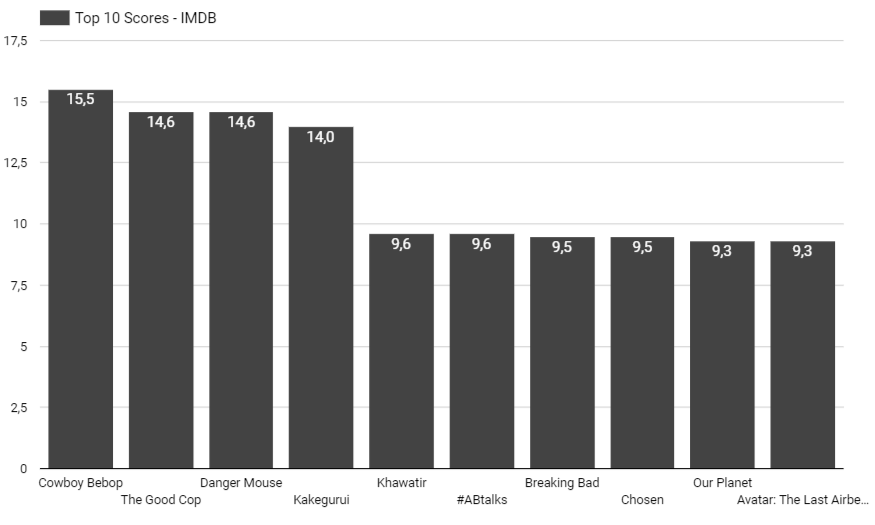 Top 10 Scores - IMDB
17,5
15
12,5
10
7,5
5
2,5
0
15,5
14,6
14,6
14,0
9,6
9,6
9,5
9,5
9,3
9,3
Cowboy Bebop
The Good Cop
Danger Mouse
Kakegurui
Khawatir
#ABtalks
Breaking Bad
Chosen
Our Planet
Avatar: The Last Airbe...